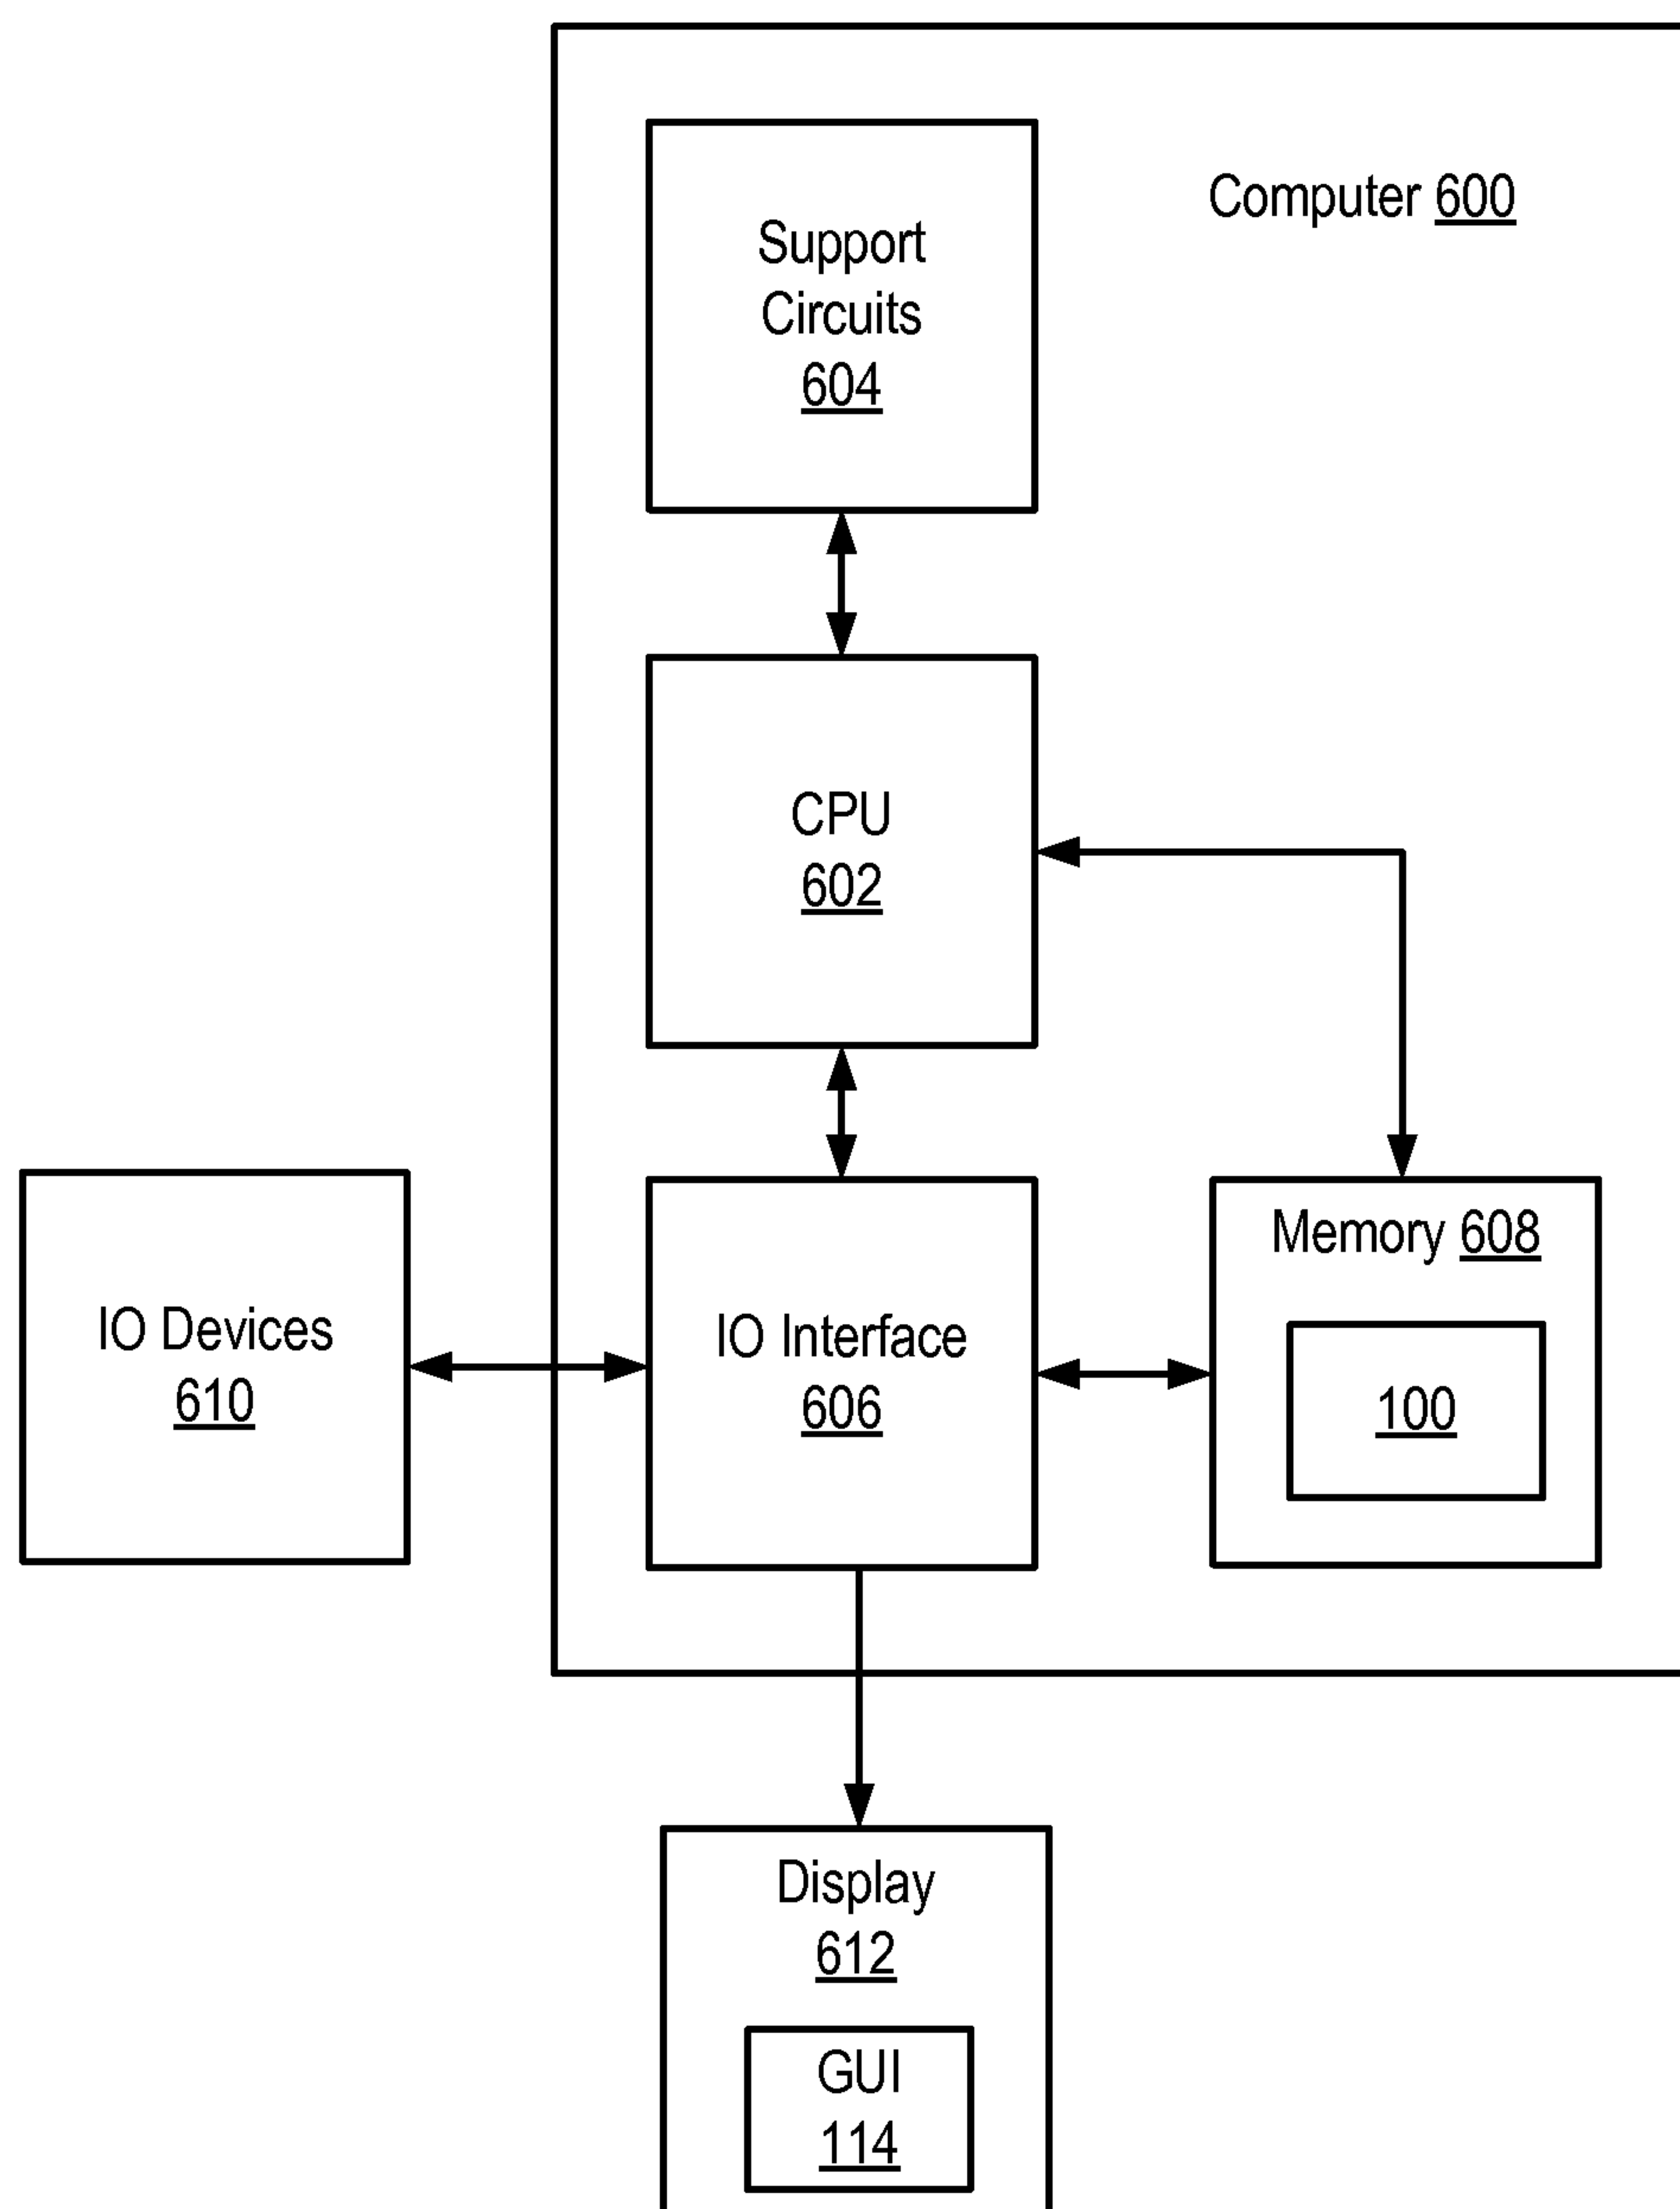 Computer 600
Support
Circuits
604
CPU
602
IO Devices
610
IO Interface
606
Memory 608
100
Display
612
GUI
114